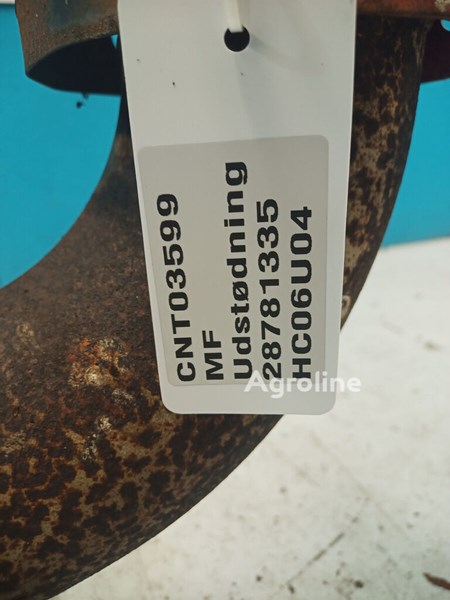 CNT03599
MF
Udstødning
28781335
HC06U04
Agroline